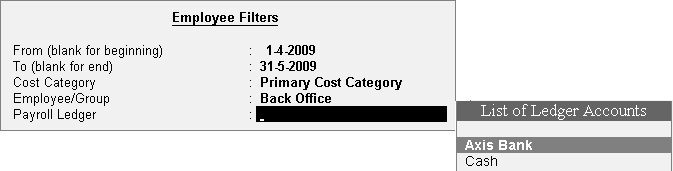 Employee Filters
From (blank for beginning) : 1-4-2009
To (blank for end) : 31-5-2009
Cost Category : Primary Cost Category
Employee/Group : Back Office
Payroll Ledger :
List of Ledger Accounts
Axis Bank
Cash